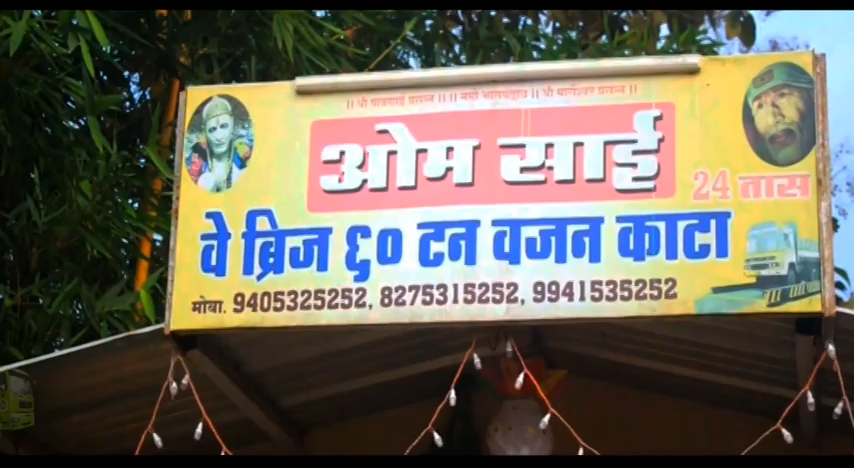 ओम साई
24 तास
वे ब्रिज ६० टन वजन काटा
मोबा. 9405325252, 8275315252, 9941535252